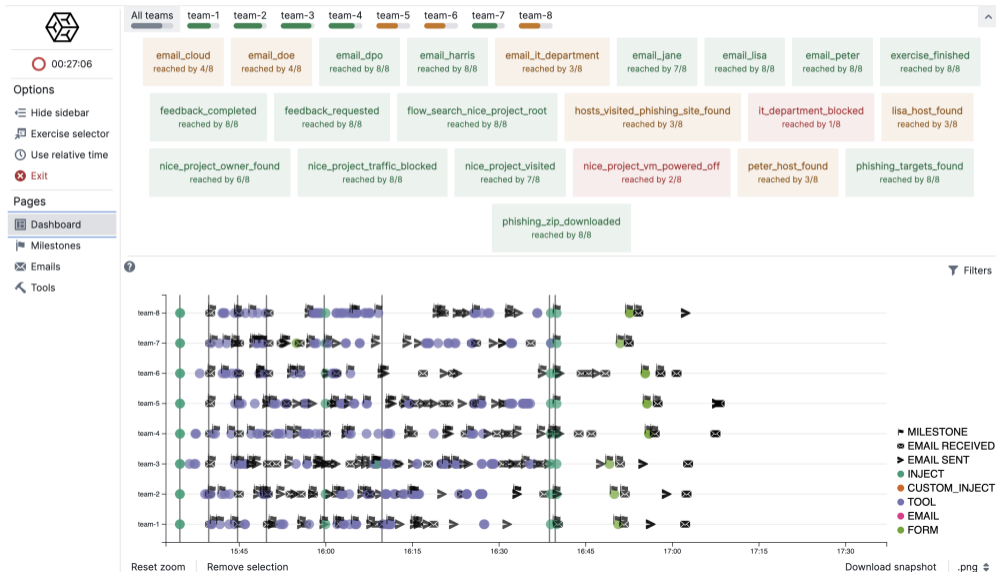 All teams team-1 team-2 team-3 team-4 team-5 team-6 team-7 team-8
00:27:06
Options
Hide sidebar
Exercise selector
Use relative time
Exit
Pages
Dashboard
Milestones
Emails
Tools
email_cloud email_doe email_dpo email_harris email_it_department email_jane email_lisa email_peter exercise_finished
reached by 4/8 reached by 4/8 reached by 8/8 reached by 8/8 reached by 3/8 reached by 7/8 reached by 8/8 reached by 8/8 reached by 8/8
feedback_completed feedback_requested flow_search_nice_project_root hosts_visited_phishing_site_found it_department_blocked lisa_host_found
reached by 8/8 reached by 8/8 reached by 8/8 reached by 3/8 reached by 1/8 reached by 3/8
nice_project_owner_found nice_project_traffic_blocked nice_project_visited nice_project_vm_powered_off peter_host_found phishing_targets_found
reached by 6/8 reached by 8/8 reached by 7/8 reached by 2/8 reached by 3/8 reached by 8/8
phishing_zip_downloaded
reached by 8/8
? Filters
team-8
team-7
team-6
team-5
team-4
team-3
team-2
team-1
15:45 16:00 16:15 16:30 16:45 17:00 17:15 17:30
MILESTONE
EMAIL RECEIVED
EMAIL SENT
INJECT
CUSTOM_INJECT
TOOL
EMAIL
FORM
Reset zoom Remove selection Download snapshot .png